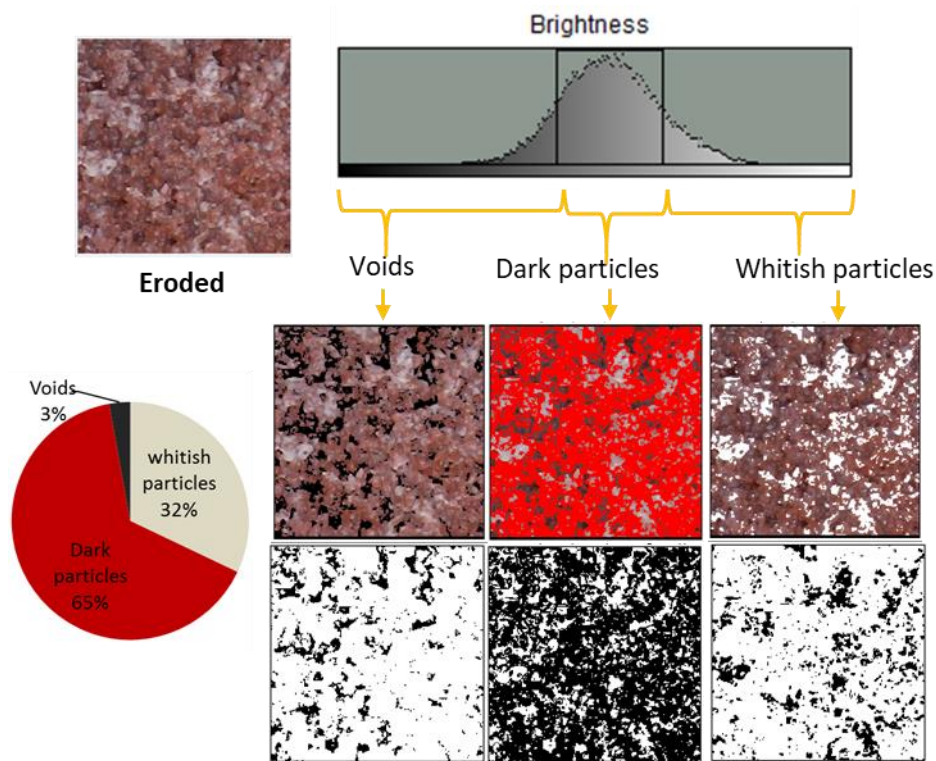 Brightness
Eroded
Voids
Dark particles
Whitish particles
Voids
3%
whitish
particles
32%
Dark
particles
65%